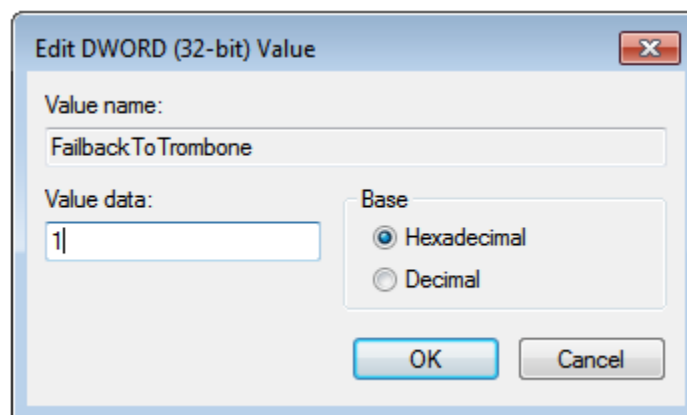 Edit DWORD (32-bit) Value
Value name:
FailbackToTrombone
Value data:
1
Base
Hexadecimal
Decimal
OK
Cancel